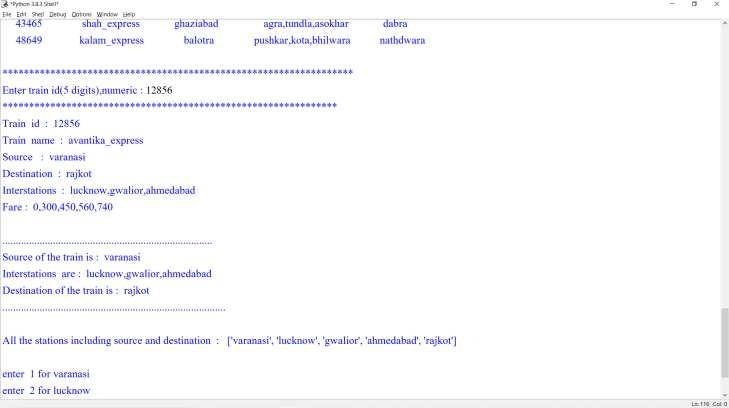 *Python 3.8.3 Shell*
File Edit Shell Debug Options Window Help
43465 shah_express ghaziabad agra,tundla,asokhar dabra
48649 kalam_express balotra pushkar,kota,bhilwara nathdwara
******************************************************************
Enter train id(5 digits),numeric : 12856
***************************************************************
Train id : 12856
Train name : avantika_express
Source : varanasi
Destination : rajkot
Interstations : lucknow,gwalior,ahmedabad
Fare : 0,300,450,560,740
...............................................................................
Source of the train is : varanasi
Interstations are : lucknow,gwalior,ahmedabad
Destination of the train is : rajkot
....................................................................................
All the stations including source and destination : ['varanasi', 'lucknow', 'gwalior', 'ahmedabad', 'rajkot']
enter 1 for varanasi
enter 2 for lucknow
Ln: 116 Col: 0